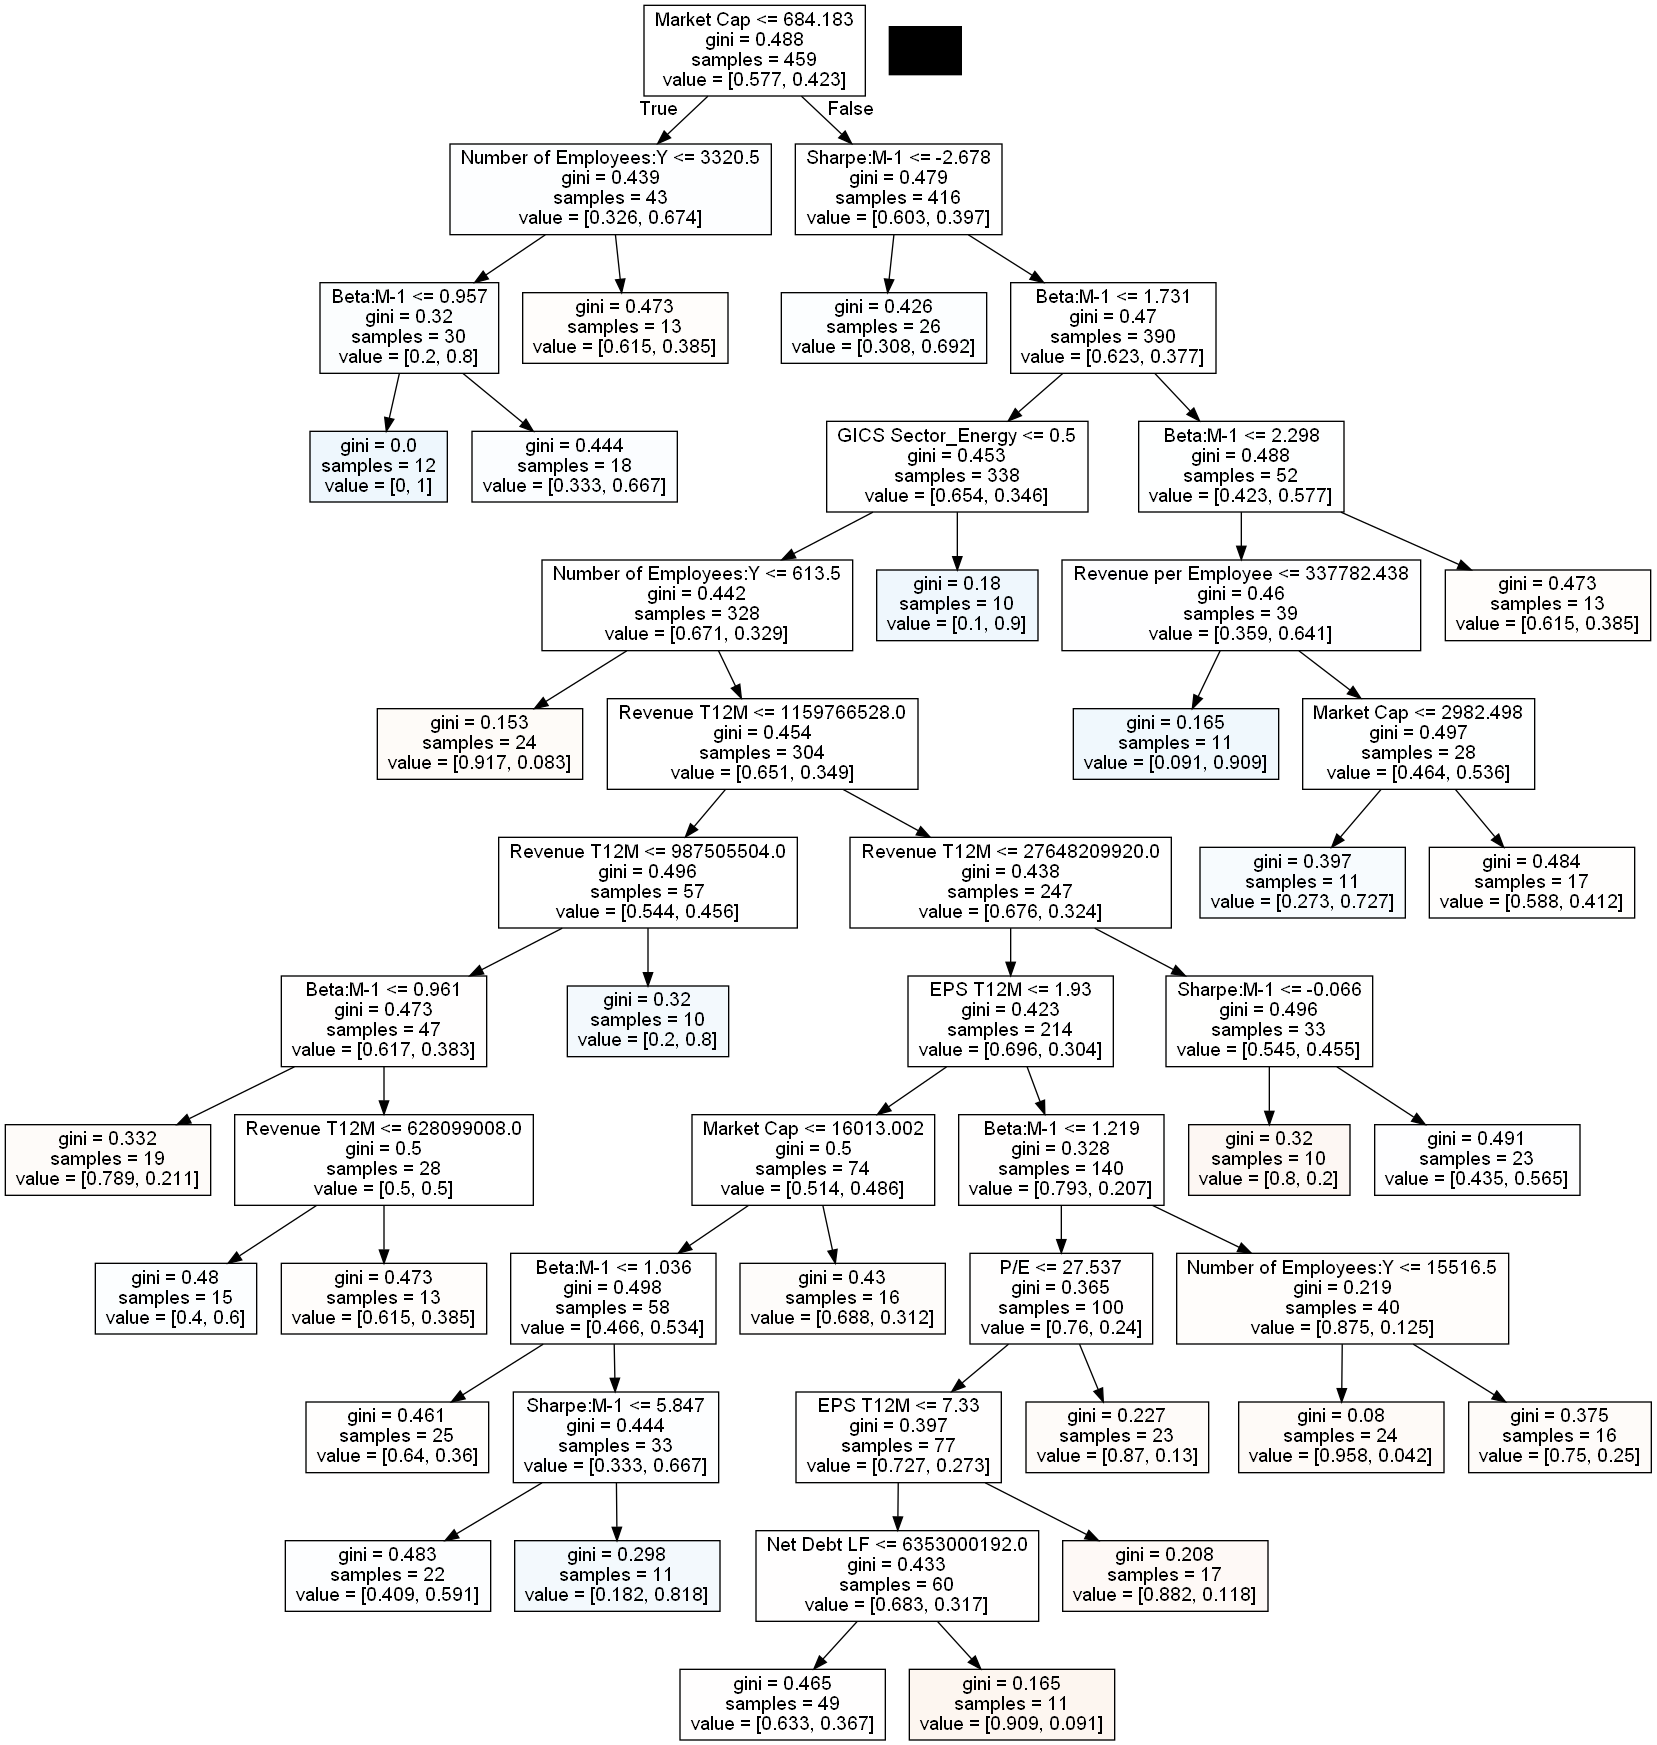 Market Cap <= 684.183
gini = 0.488
samples = 459
value = [0.577, 0.423]
True
False
Number of Employees:Y <= 3320.5
gini = 0.439
samples = 43
value = [0.326, 0.674]
Sharpe:M-1 <= -2.678
gini = 0.479
samples = 416
value = [0.603, 0.397]
Beta:M-1 <= 0.957
gini = 0.32
samples = 30
value = [0.2, 0.8]
gini = 0.473
samples = 13
value = [0.615, 0.385]
gini = 0.426
samples = 26
value = [0.308, 0.692]
Beta:M-1 <= 1.731
gini = 0.47
samples = 390
value = [0.623, 0.377]
gini = 0.0
samples = 12
value = [0, 1]
gini = 0.444
samples = 18
value = [0.333, 0.667]
GICS Sector_Energy <= 0.5
gini = 0.453
samples = 338
value = [0.654, 0.346]
Beta:M-1 <= 2.298
gini = 0.488
samples = 52
value = [0.423, 0.577]
Number of Employees:Y <= 613.5
gini = 0.442
samples = 328
value = [0.671, 0.329]
gini = 0.18
samples = 10
value = [0.1, 0.9]
Revenue per Employee <= 337782.438
gini = 0.46
samples = 39
value = [0.359, 0.641]
gini = 0.473
samples = 13
value = [0.615, 0.385]
gini = 0.153
samples = 24
value = [0.917, 0.083]
Revenue T12M <= 1159766528.0
gini = 0.454
samples = 304
value = [0.651, 0.349]
gini = 0.165
samples = 11
value = [0.091, 0.909]
Market Cap <= 2982.498
gini = 0.497
samples = 28
value = [0.464, 0.536]
Revenue T12M <= 987505504.0
gini = 0.496
samples = 57
value = [0.544, 0.456]
Revenue T12M <= 27648209920.0
gini = 0.438
samples = 247
value = [0.676, 0.324]
gini = 0.397
samples = 11
value = [0.273, 0.727]
gini = 0.484
samples = 17
value = [0.588, 0.412]
Beta:M-1 <= 0.961
gini = 0.473
samples = 47
value = [0.617, 0.383]
gini = 0.32
samples = 10
value = [0.2, 0.8]
EPS T12M <= 1.93
gini = 0.423
samples = 214
value = [0.696, 0.304]
Sharpe:M-1 <= -0.066
gini = 0.496
samples = 33
value = [0.545, 0.455]
gini = 0.332
samples = 19
value = [0.789, 0.211]
Revenue T12M <= 628099008.0
gini = 0.5
samples = 28
value = [0.5, 0.5]
Market Cap <= 16013.002
gini = 0.5
samples = 74
value = [0.514, 0.486]
Beta:M-1 <= 1.219
gini = 0.328
samples = 140
value = [0.793, 0.207]
gini = 0.32
samples = 10
value = [0.8, 0.2]
gini = 0.491
samples = 23
value = [0.435, 0.565]
gini = 0.48
samples = 15
value = [0.4, 0.6]
gini = 0.473
samples = 13
value = [0.615, 0.385]
Beta:M-1 <= 1.036
gini = 0.498
samples = 58
value = [0.466, 0.534]
gini = 0.43
samples = 16
value = [0.688, 0.312]
P/E <= 27.537
gini = 0.365
samples = 100
value = [0.76, 0.24]
Number of Employees:Y <= 15516.5
gini = 0.219
samples = 40
value = [0.875, 0.125]
gini = 0.461
samples = 25
value = [0.64, 0.36]
Sharpe:M-1 <= 5.847
gini = 0.444
samples = 33
value = [0.333, 0.667]
EPS T12M <= 7.33
gini = 0.397
samples = 77
value = [0.727, 0.273]
gini = 0.227
samples = 23
value = [0.87, 0.13]
gini = 0.08
samples = 24
value = [0.958, 0.042]
gini = 0.375
samples = 16
value = [0.75, 0.25]
gini = 0.483
samples = 22
value = [0.409, 0.591]
gini = 0.298
samples = 11
value = [0.182, 0.818]
Net Debt LF <= 6353000192.0
gini = 0.433
samples = 60
value = [0.683, 0.317]
gini = 0.208
samples = 17
value = [0.882, 0.118]
gini = 0.465
samples = 49
value = [0.633, 0.367]
gini = 0.165
samples = 11
value = [0.909, 0.091]